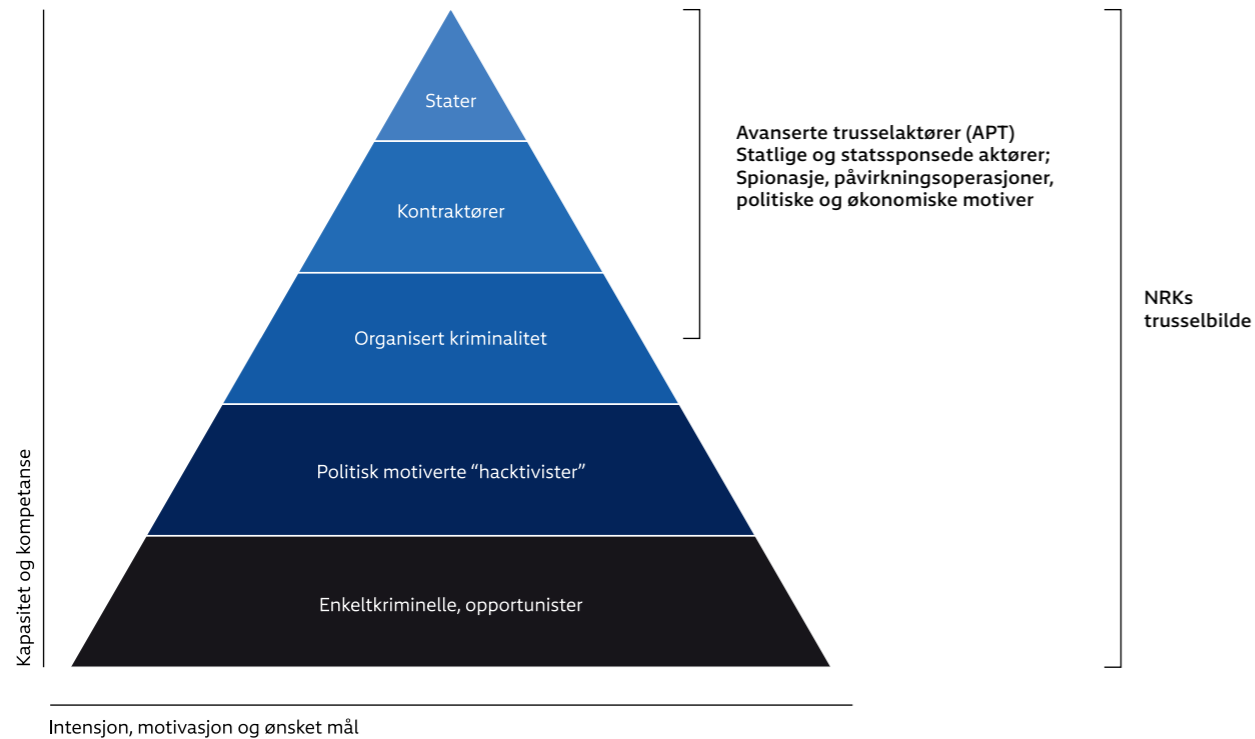 Stater
Kontraktører
Organisert kriminalitet
Politisk motiverte “hacktivister”
Enkeltkriminelle, opportunister
Avanserte trusselaktører (APT)
Statlige og statssponsede aktører;
Spionasje, påvirkningsoperasjoner,
politiske og økonomiske motiver
NRKs
trusselbilde
Kapasitet og kompetanse
Intensjon, motivasjon og ønsket mål